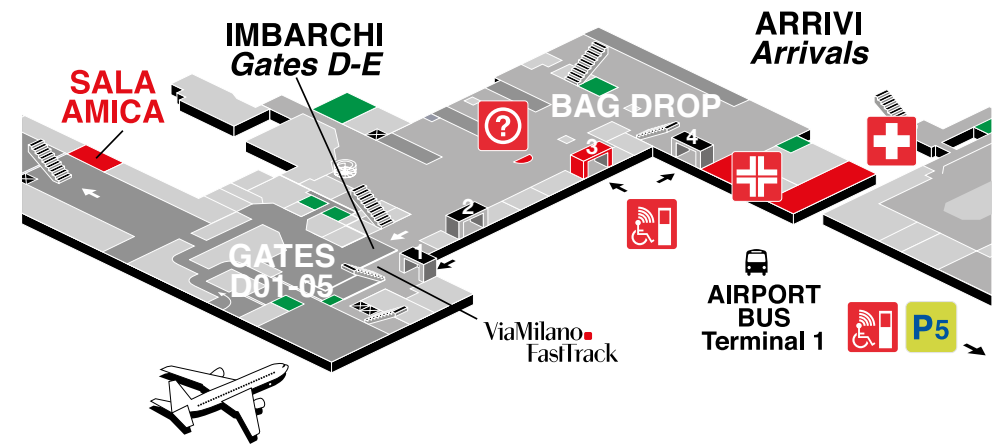 IMBARCHI
Gates D-E
ARRIVI
Arrivals
SALA
AMICA
?
BAG DROP
3
4
2
GATES
D01-05
1
AIRPORT
BUS
Terminal 1
P5
ViaMilano
FastTrack